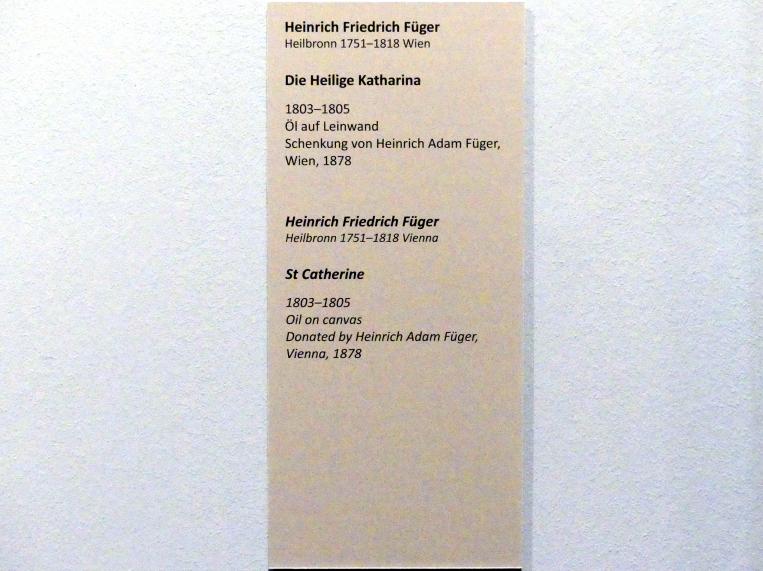 Heinrich Friedrich Füger
Heilbronn 1751–1818 Wien
Die Heilige Katharina
1803–1805
Öl auf Leinwand
Schenkung von Heinrich Adam Füger,
Wien, 1878
Heinrich Friedrich Füger
Heilbronn 1751–1818 Vienna
St Catherine
1803–1805
Oil on canvas
Donated by Heinrich Adam Füger,
Vienna, 1878